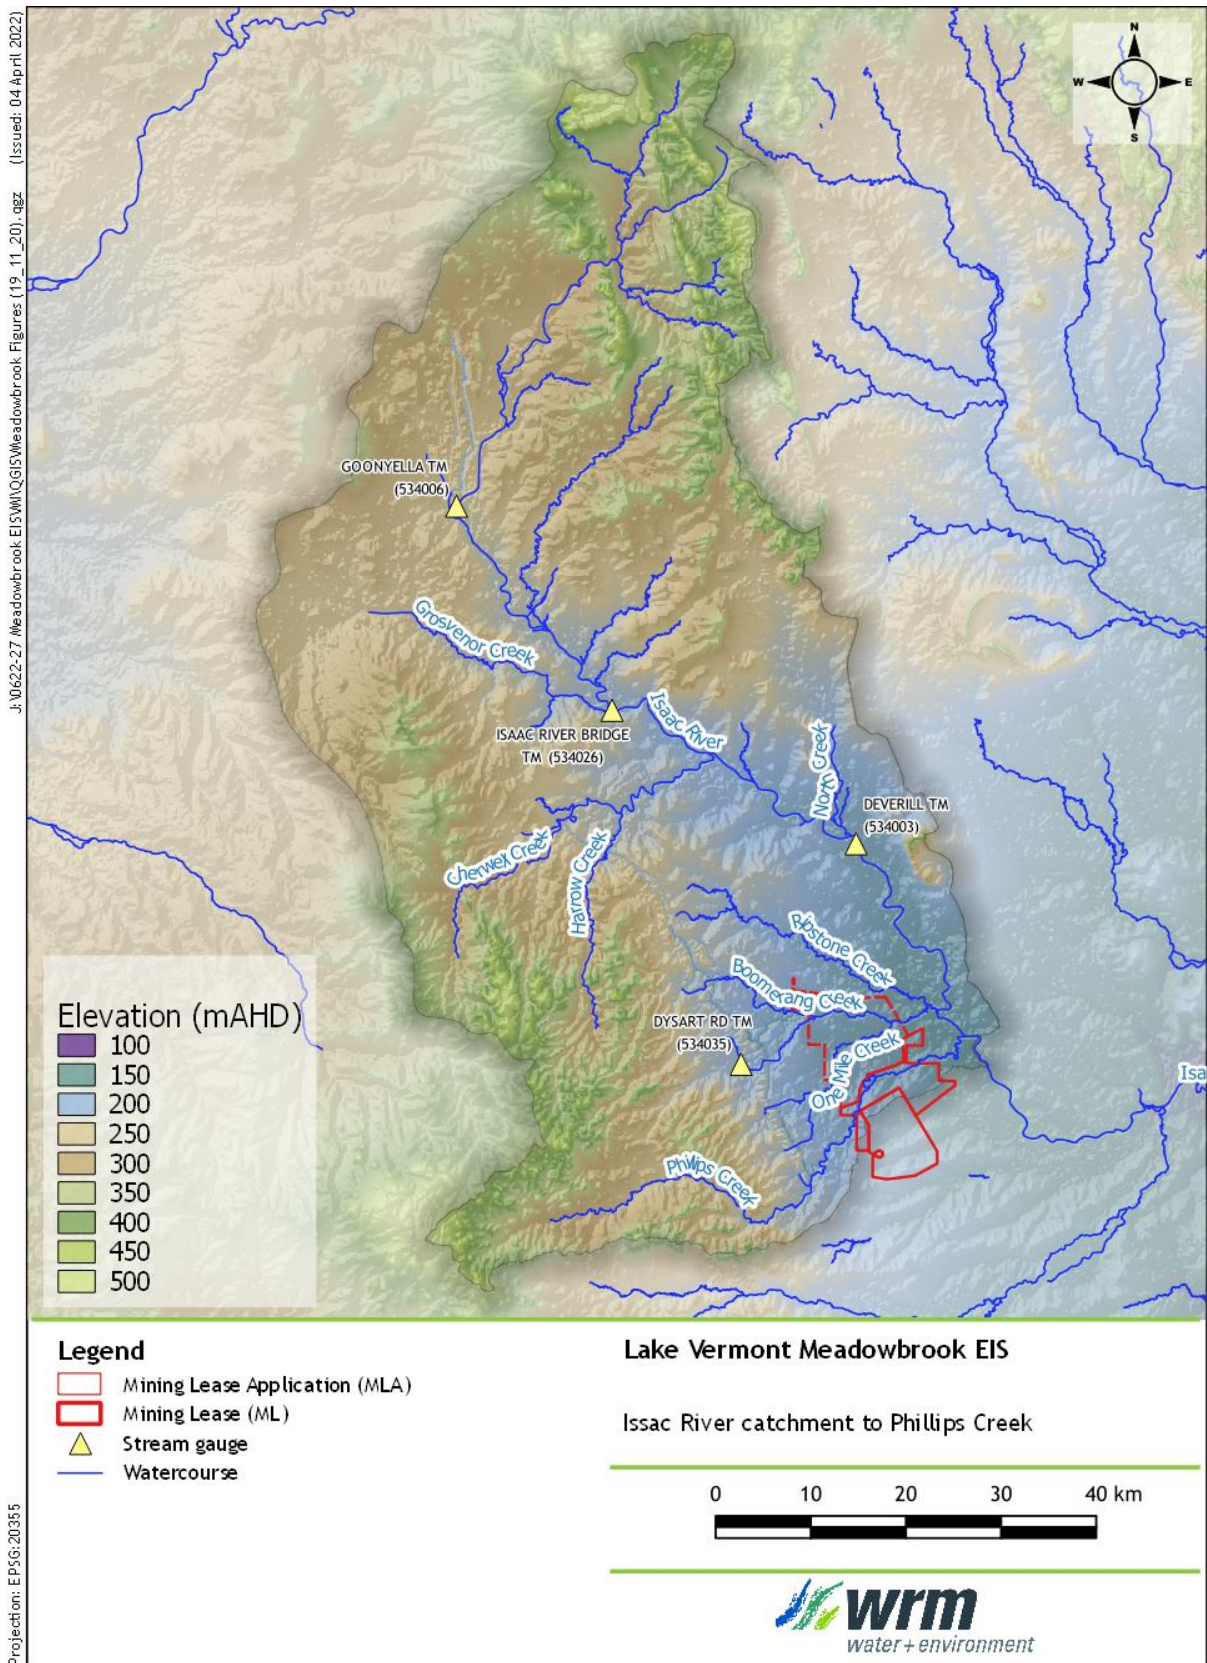 J:\0622-27 Meadowbrook EIS\WI\QGIS\Meadowbrook Figures (19_11_20).qgz (Issued: 04 April 2022)
N
W E
S
GOONYELLA TM
(534006)
Grosvenor Creek
Isaac River
ISAAC RIVER BRIDGE
TM (534026)
North Creek
DEVERILL TM
(534003)
Cherwell Creek
Harrow Creek
Ripstone Creek
Boomerang Creek
DYSART RD TM
(534035)
One Mile Creek
Isa
Phillips Creek
Elevation (mAHD)
100
150
200
250
300
350
400
450
500
Legend
Mining Lease Application (MLA)
Mining Lease (ML)
Stream gauge
Watercourse
Lake Vermont Meadowbrook EIS
Issac River catchment to Phillips Creek
0 10 20 30 40 km
wrm
water + environment
Projection: EPSG:20355